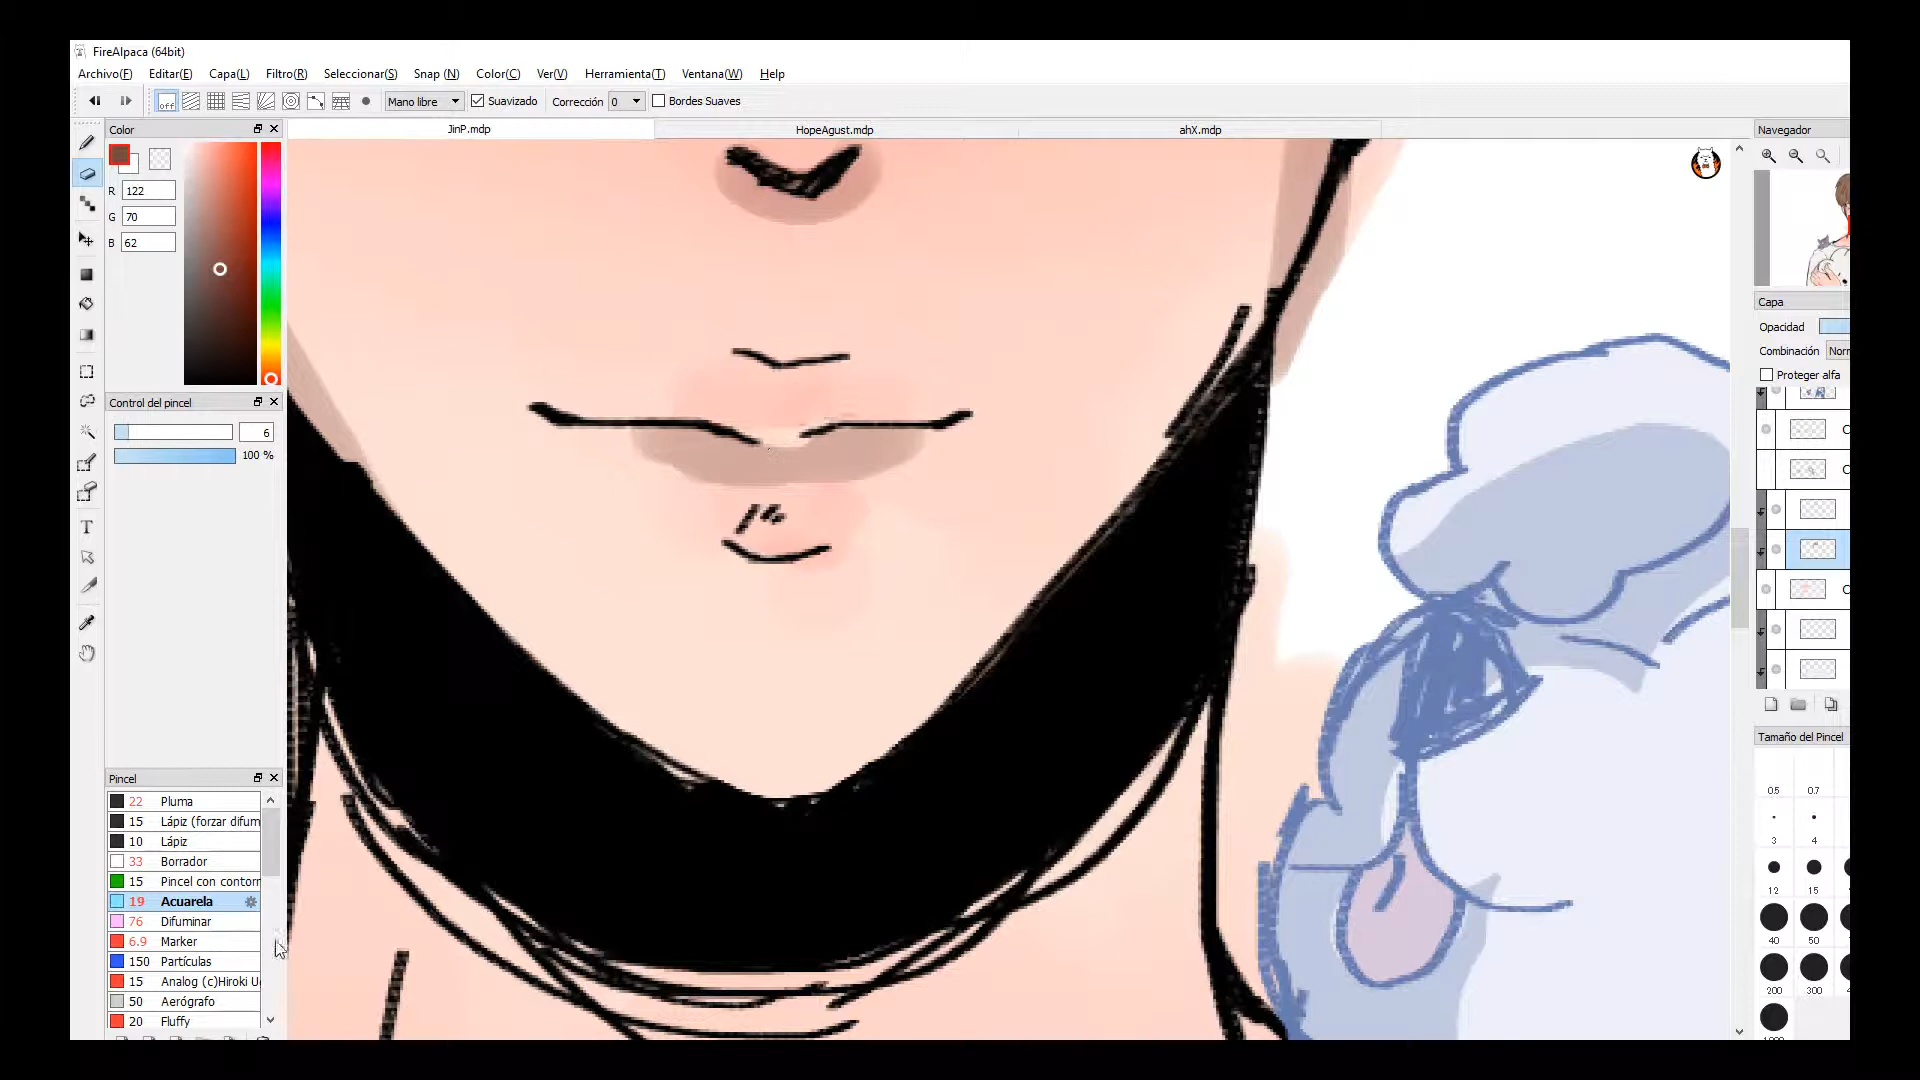 FireAlpaca (64bit)
Archivo(F) Editar(E) Capa(L) Filtro(R) Seleccionar(S) Snap (N) Color(C) Ver(V) Herramienta(T) Ventana(W) Help
off Mano libre Suavizado Corrección 0 Bordes Suaves
Color
JinP.mdp HopeAgust.mdp ahX.mdp
Navegador
R 122
G 70
B 62
Capa
Opacidad
Combinación Norr
Proteger alfa
Control del pincel
6
100 %
T
Tamaño del Pincel
Pincel
22 Pluma
15 Lápiz (forzar difum
10 Lápiz
33 Borrador
15 Pincel con contorn
19 Acuarela
76 Difuminar
6.9 Marker
150 Partículas
15 Analog (c)Hiroki U
50 Aerógrafo
20 Fluffy
0.5 0.7
3 4
12 15
40 50
200 300